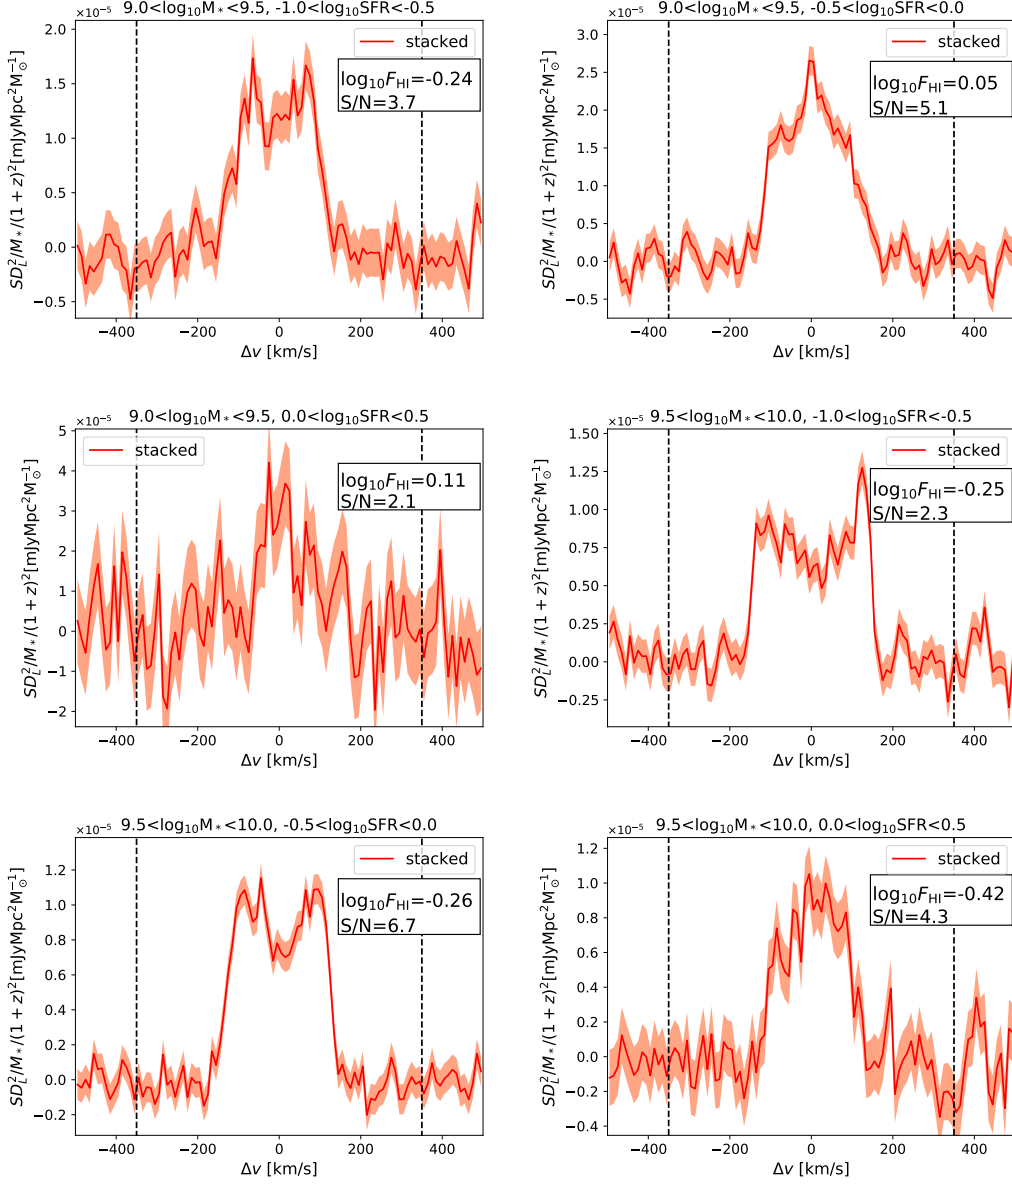 9.0<log₁₀M*<9.5, -1.0<log₁₀SFR<-0.5
×10⁻⁵
stacked
log₁₀F_HI=-0.24
S/N=3.7
2.0
1.5
1.0
0.5
0.0
−0.5
SD_L²/M*/(1 + z)²[mJyMpc²M_⊙⁻¹]
−400 −200 0 200 400
Δv [km/s]
9.0<log₁₀M*<9.5, -0.5<log₁₀SFR<0.0
×10⁻⁵
stacked
log₁₀F_HI=0.05
S/N=5.1
3.0
2.5
2.0
1.5
1.0
0.5
0.0
−0.5
SD_L²/M*/(1 + z)²[mJyMpc²M_⊙⁻¹]
−400 −200 0 200 400
Δv [km/s]
9.0<log₁₀M*<9.5, 0.0<log₁₀SFR<0.5
×10⁻⁵
stacked
log₁₀F_HI=0.11
S/N=2.1
5
4
3
2
1
0
−1
−2
SD_L²/M*/(1 + z)²[mJyMpc²M_⊙⁻¹]
−400 −200 0 200 400
Δv [km/s]
9.5<log₁₀M*<10.0, -1.0<log₁₀SFR<-0.5
×10⁻⁵
stacked
log₁₀F_HI=-0.25
S/N=2.3
1.50
1.25
1.00
0.75
0.50
0.25
0.00
−0.25
SD_L²/M*/(1 + z)²[mJyMpc²M_⊙⁻¹]
−400 −200 0 200 400
Δv [km/s]
9.5<log₁₀M*<10.0, -0.5<log₁₀SFR<0.0
×10⁻⁵
stacked
log₁₀F_HI=-0.26
S/N=6.7
1.2
1.0
0.8
0.6
0.4
0.2
0.0
−0.2
SD_L²/M*/(1 + z)²[mJyMpc²M_⊙⁻¹]
−400 −200 0 200 400
Δv [km/s]
9.5<log₁₀M*<10.0, 0.0<log₁₀SFR<0.5
×10⁻⁵
stacked
log₁₀F_HI=-0.42
S/N=4.3
1.2
1.0
0.8
0.6
0.4
0.2
0.0
−0.2
−0.4
SD_L²/M*/(1 + z)²[mJyMpc²M_⊙⁻¹]
−400 −200 0 200 400
Δv [km/s]